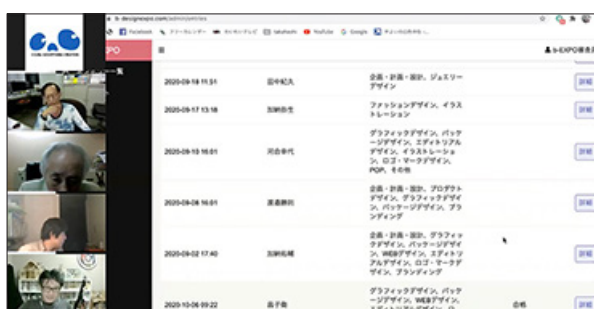 b-designexpo.com/admin/entries
Facebook
takahashi
YouTube
Google
EXPO
2020-09-18 11:51
田中紀久
企画・計画・設計、ジュエリー
デザイン
詳細
2020-09-17 13:18
加納弥生
ファッションデザイン、イラス
トレーション
詳細
2020-09-10 16:01
河合幸代
グラフィックデザイン、パッケ
ージデザイン、エディトリアル
デザイン、イラストレーショ
ン、ロゴ・マークデザイン、
POP、その他
詳細
2020-09-08 16:01
渡邉勝則
企画・計画・設計、プロダクト
デザイン、グラフィックデザイ
ン、パッケージデザイン、ブラ
ンディング
詳細
2020-09-02 17:40
加納佑輔
企画・計画・設計、グラフィッ
クデザイン、パッケージデザイ
ン、WEBデザイン、エディトリ
アルデザイン、ロゴ・マークデ
ザイン、ブランディング
詳細
2020-10-06 09:22
昌子衛
グラフィックデザイン、パッケ
ージデザイン、WEBデザイン、
合格
詳細